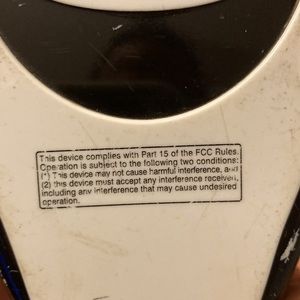 This device complies with Part 15 of the FCC Rules.
Operation is subject to the following two conditions:
(1) This device may not cause harmful interference, and
(2) this device must accept any interference received,
including any interference that may cause undesired
operation.